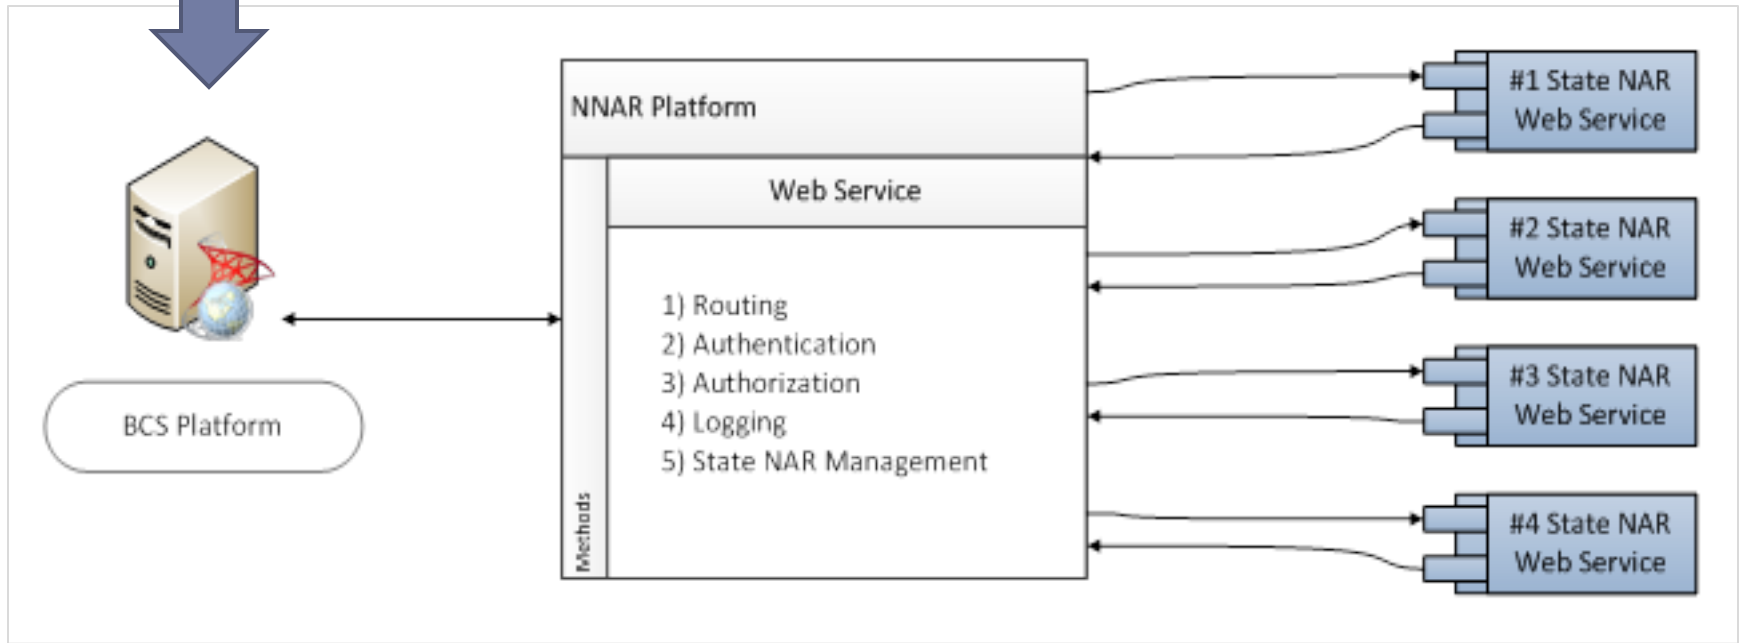 NNAR Platform
Web Service
1) Routing
2) Authentication
3) Authorization
4) Logging
5) State NAR Management
Methods
BCS Platform
#1 State NAR
Web Service
#2 State NAR
Web Service
#3 State NAR
Web Service
#4 State NAR
Web Service